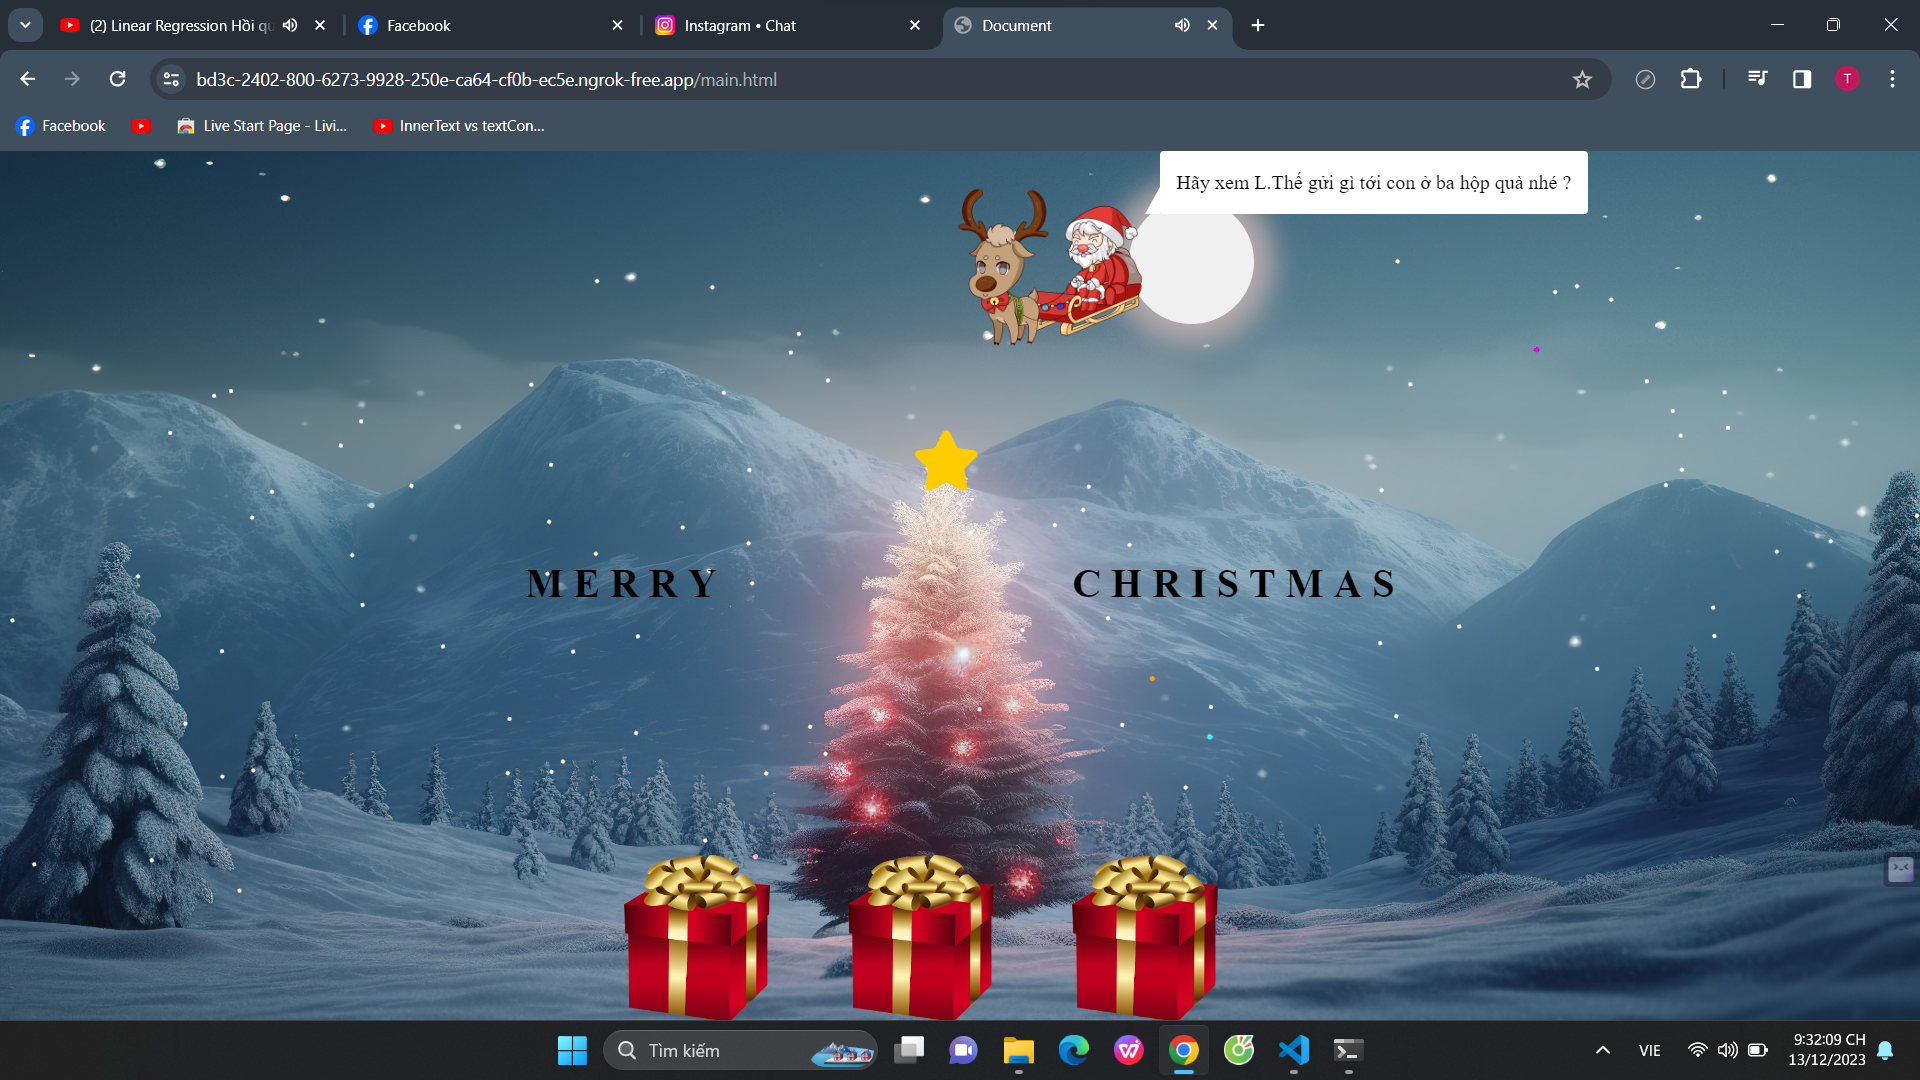 (2) Linear Regression Hồi qu
Facebook
Instagram • Chat
Document
bd3c-2402-800-6273-9928-250e-ca64-cf0b-ec5e.ngrok-free.app/main.html
T
Facebook
Live Start Page - Livi...
InnerText vs textCon...
Hãy xem L.Thế gửi gì tới con ở ba hộp quà nhé ?
MERRY
CHRISTMAS
Tìm kiếm
VIE
9:32:09 CH
13/12/2023